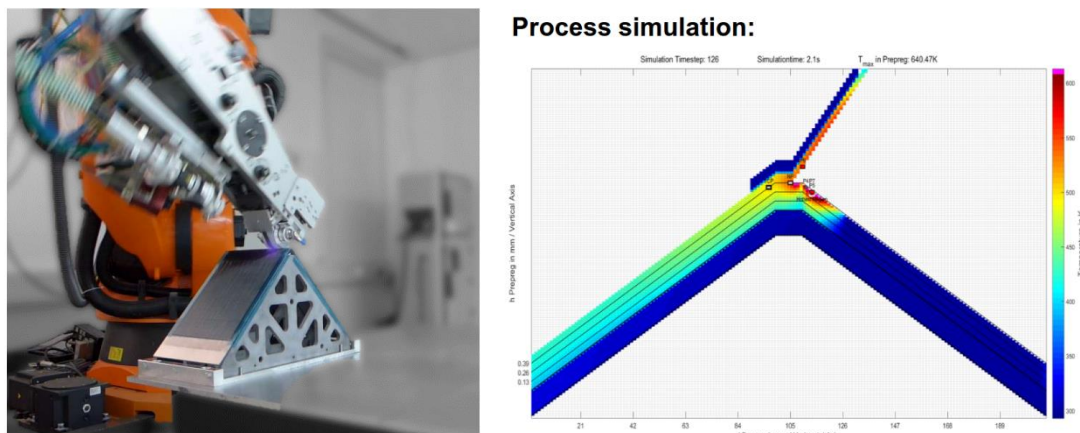 Process simulation:
Simulation Timestep: 126 Simulationtime: 2.1s T_max in Prepreg: 640.47K
600
550
500
450
400
350
300
h Prepreg in mm / Vertical Axis
0.39
0.26
0.13
21 42 63 84 105 126 147 168 189